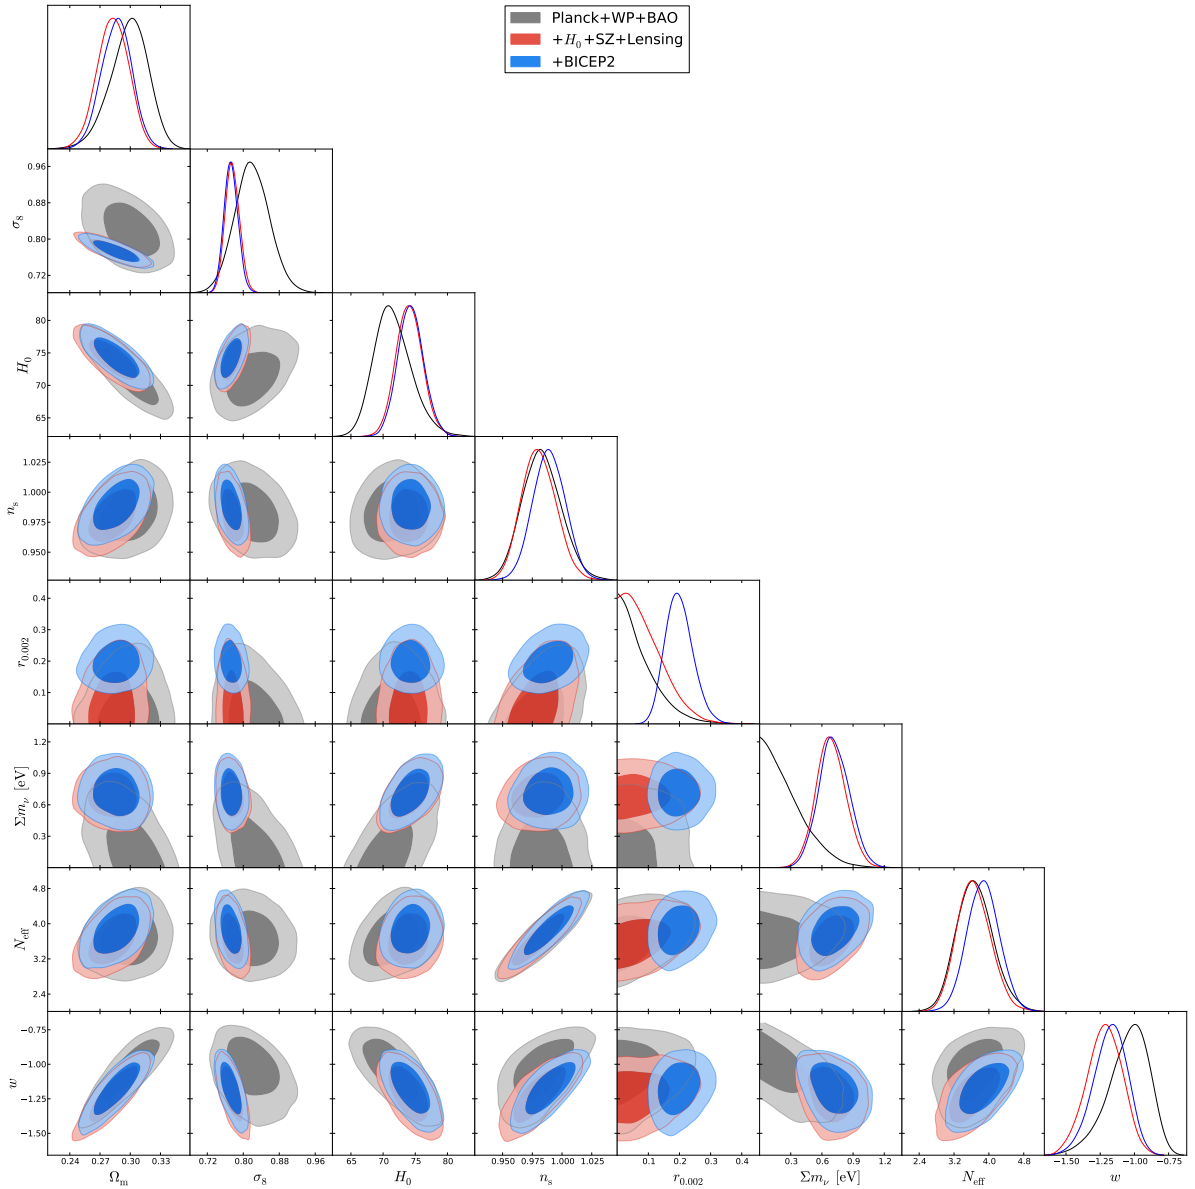 Planck+WP+BAO
+H₀+SZ+Lensing
+BICEP2
0.96
0.88
0.80
0.72
σ₈
80
75
70
65
H₀
1.025
1.000
0.975
0.950
nₛ
0.4
0.3
0.2
0.1
r₀.₀₀₂
1.2
0.9
0.6
0.3
Σmᵥ [eV]
4.8
4.0
3.2
2.4
N_eff
−0.75
−1.00
−1.25
−1.50
w
0.24 0.27 0.30 0.33 0.72 0.80 0.88 0.96 65 70 75 80 0.950 0.975 1.000 1.025 0.1 0.2 0.3 0.4 0.3 0.6 0.9 1.2 2.4 3.2 4.0 4.8 −1.50 −1.25 −1.00 −0.75
Ωₘ σ₈ H₀ nₛ r₀.₀₀₂ Σmᵥ [eV] N_eff w